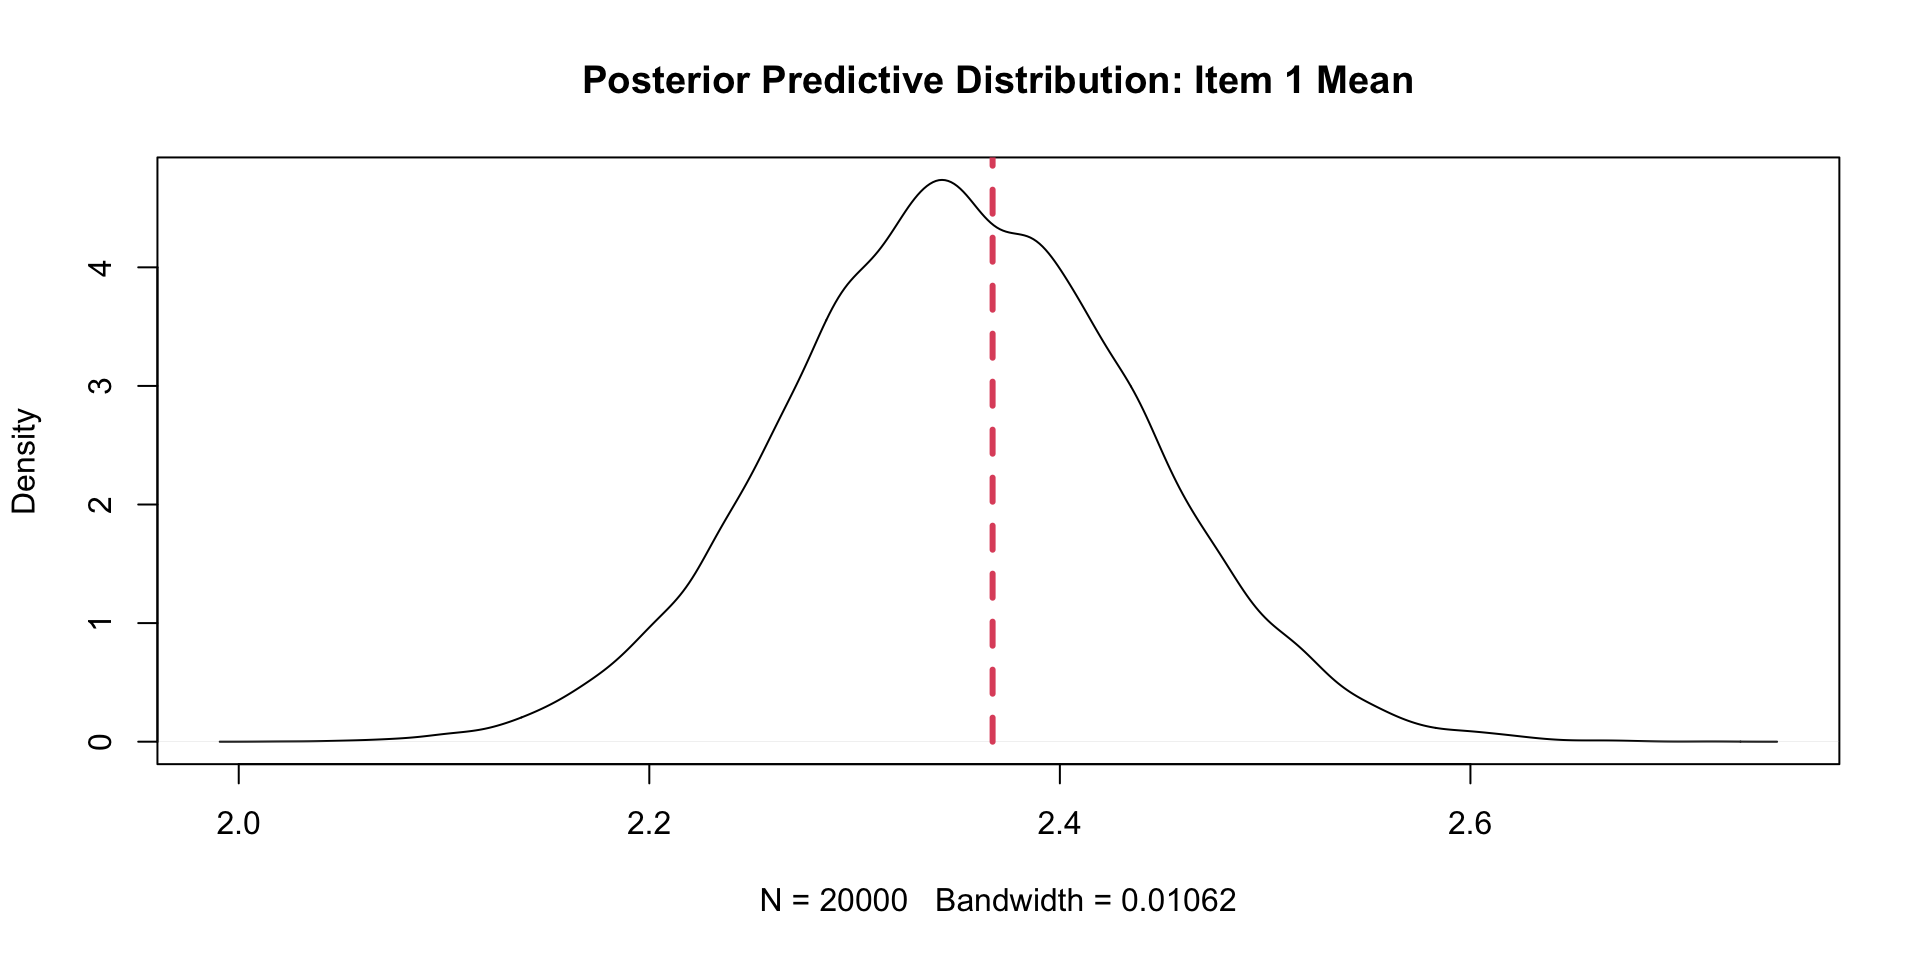 Posterior Predictive Distribution: Item 1 Mean
Density
4
3
2
1
0
2.0 2.2 2.4 2.6
N = 20000 Bandwidth = 0.01062